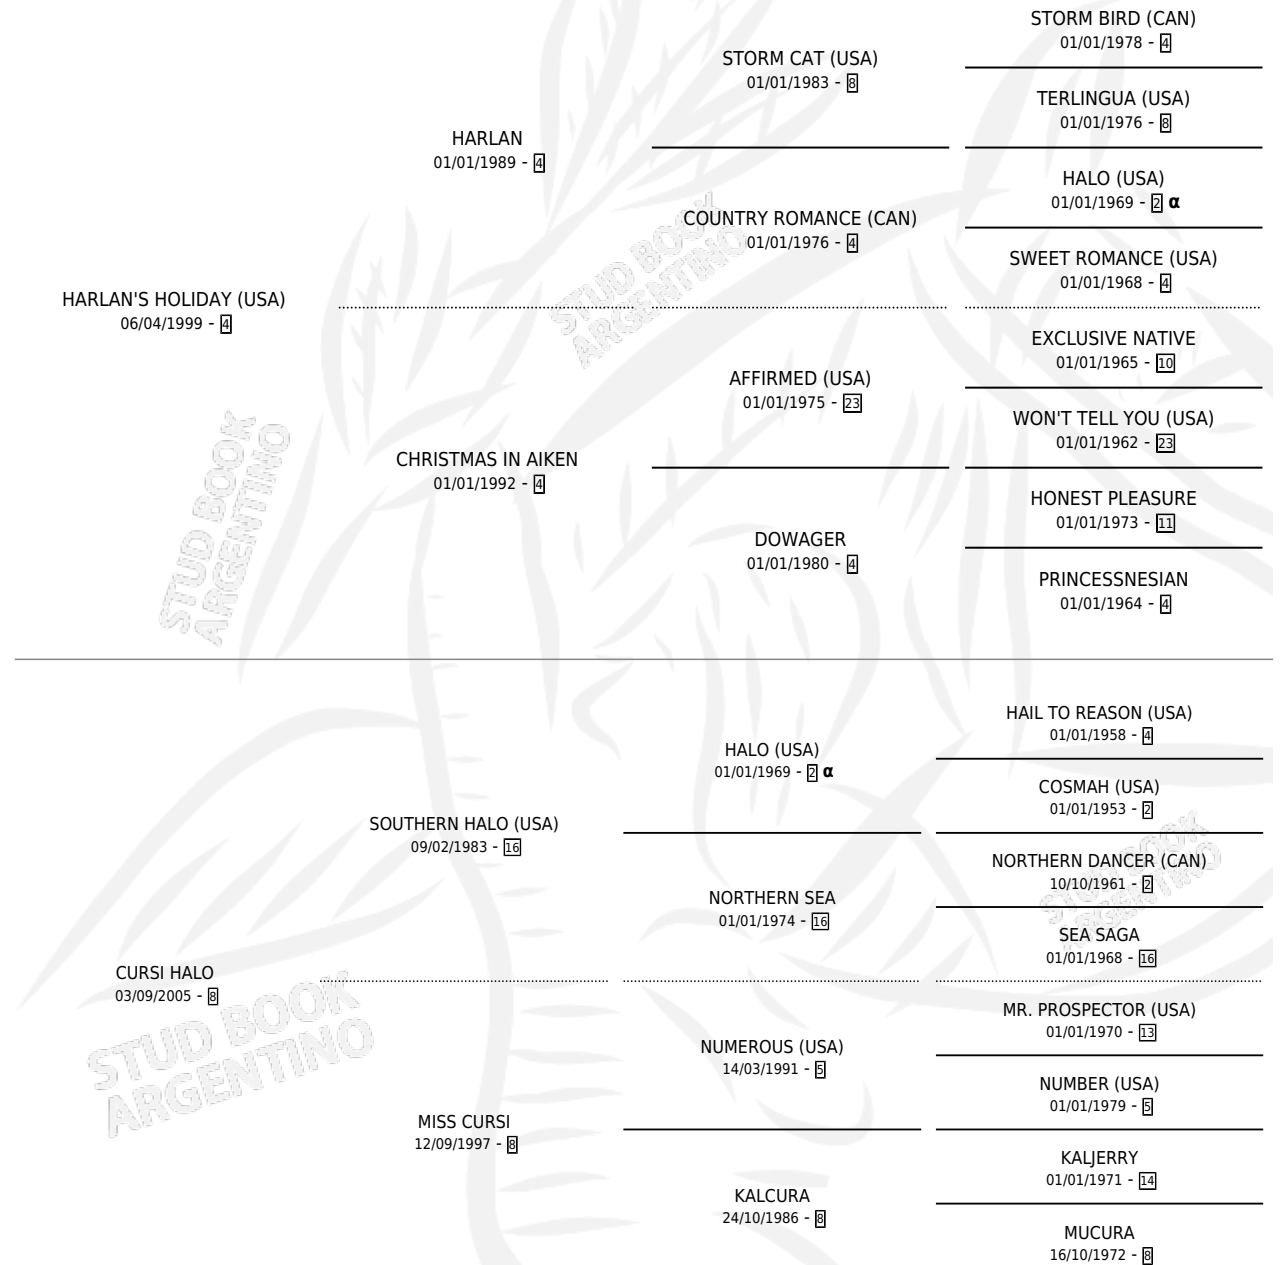 STORM BIRD (CAN)
01/01/1978 - 4
STORM CAT (USA)
01/01/1983 - 8
TERLINGUA (USA)
01/01/1976 - 8
HARLAN
01/01/1989 - 4
HALO (USA)
01/01/1969 - 2 α
COUNTRY ROMANCE (CAN)
01/01/1976 - 4
SWEET ROMANCE (USA)
01/01/1968 - 4
HARLAN'S HOLIDAY (USA)
06/04/1999 - 4
EXCLUSIVE NATIVE
01/01/1965 - 10
AFFIRMED (USA)
01/01/1975 - 23
WON'T TELL YOU (USA)
01/01/1962 - 23
CHRISTMAS IN AIKEN
01/01/1992 - 4
HONEST PLEASURE
01/01/1973 - 11
DOWAGER
01/01/1980 - 4
PRINCESSNESIAN
01/01/1964 - 4
HAIL TO REASON (USA)
01/01/1958 - 4
HALO (USA)
01/01/1969 - 2 α
COSMAH (USA)
01/01/1953 - 2
SOUTHERN HALO (USA)
09/02/1983 - 16
NORTHERN DANCER (CAN)
10/10/1961 - 2
NORTHERN SEA
01/01/1974 - 16
SEA SAGA
01/01/1968 - 16
CURSI HALO
03/09/2005 - 8
MR. PROSPECTOR (USA)
01/01/1970 - 13
NUMEROUS (USA)
14/03/1991 - 5
NUMBER (USA)
01/01/1979 - 5
MISS CURSI
12/09/1997 - 8
KALJERRY
01/01/1971 - 14
KALCURA
24/10/1986 - 8
MUCURA
16/10/1972 - 8
STUD BOOK
ARGENTINO
STUD BOOK
ARGENTINO
STUD BOOK
ARGENTINO
STUD BOOK
ARGENTINO